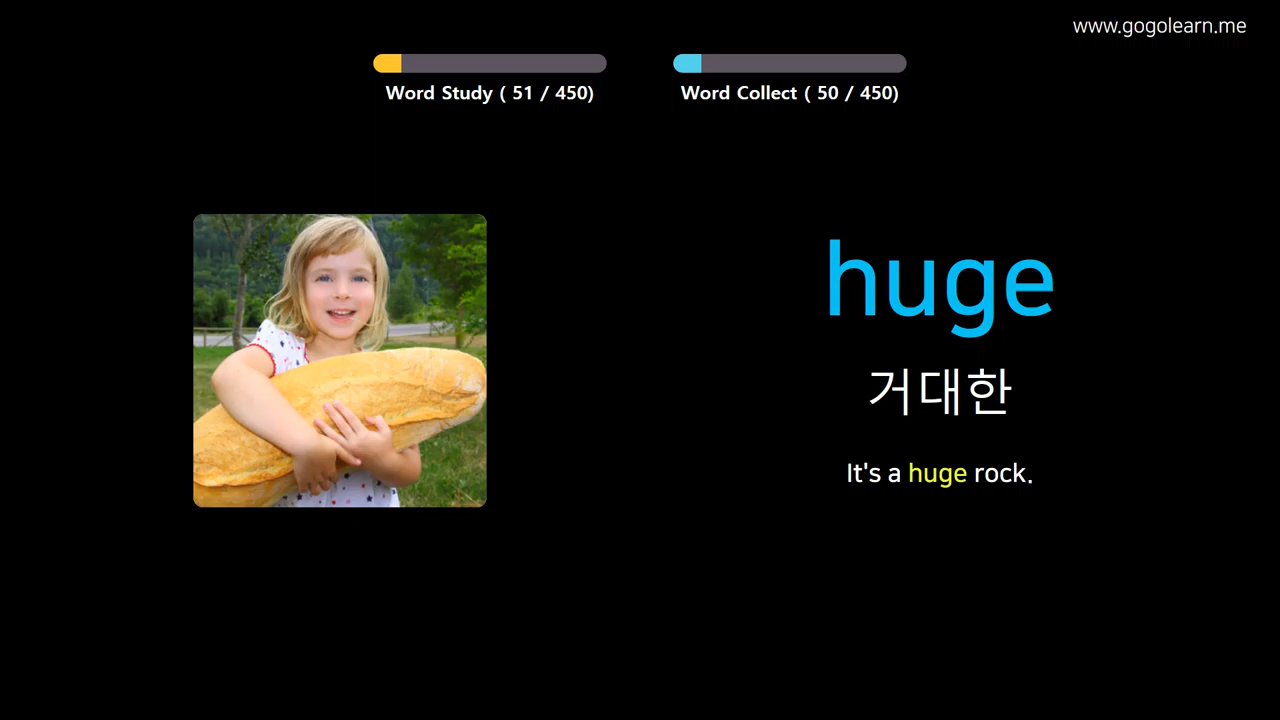 www.gogolearn.me
Word Study ( 51 / 450)
Word Collect ( 50 / 450)
huge
거대한
It's a huge rock.